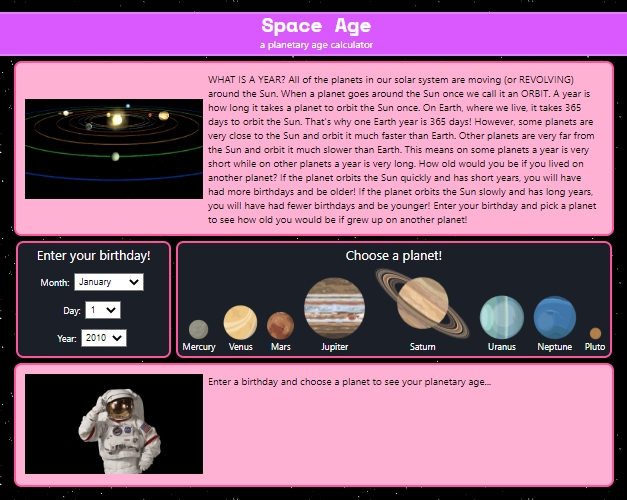 Space Age
a planetary age calculator
WHAT IS A YEAR? All of the planets in our solar system are moving (or REVOLVING)
around the Sun. When a planet goes around the Sun once we call it an ORBIT. A year is
how long it takes a planet to orbit the Sun once. On Earth, where we live, it takes 365
days to orbit the Sun. That's why one Earth year is 365 days! However, some planets are
very close to the Sun and orbit it much faster than Earth. Other planets are very far from
the Sun and orbit it much slower than Earth. This means on some planets a year is very
short while on other planets a year is very long. How old would you be if you lived on
another planet? If the planet orbits the Sun quickly and has short years, you will have
had more birthdays and be older! If the planet orbits the Sun slowly and has long years,
you will have had fewer birthdays and be younger! Enter your birthday and pick a planet
to see how old you would be if grew up on another planet!
Enter your birthday!
Month: January
Day: 1
Year: 2010
Choose a planet!
Mercury Venus Mars Jupiter Saturn Uranus Neptune Pluto
Enter a birthday and choose a planet to see your planetary age...